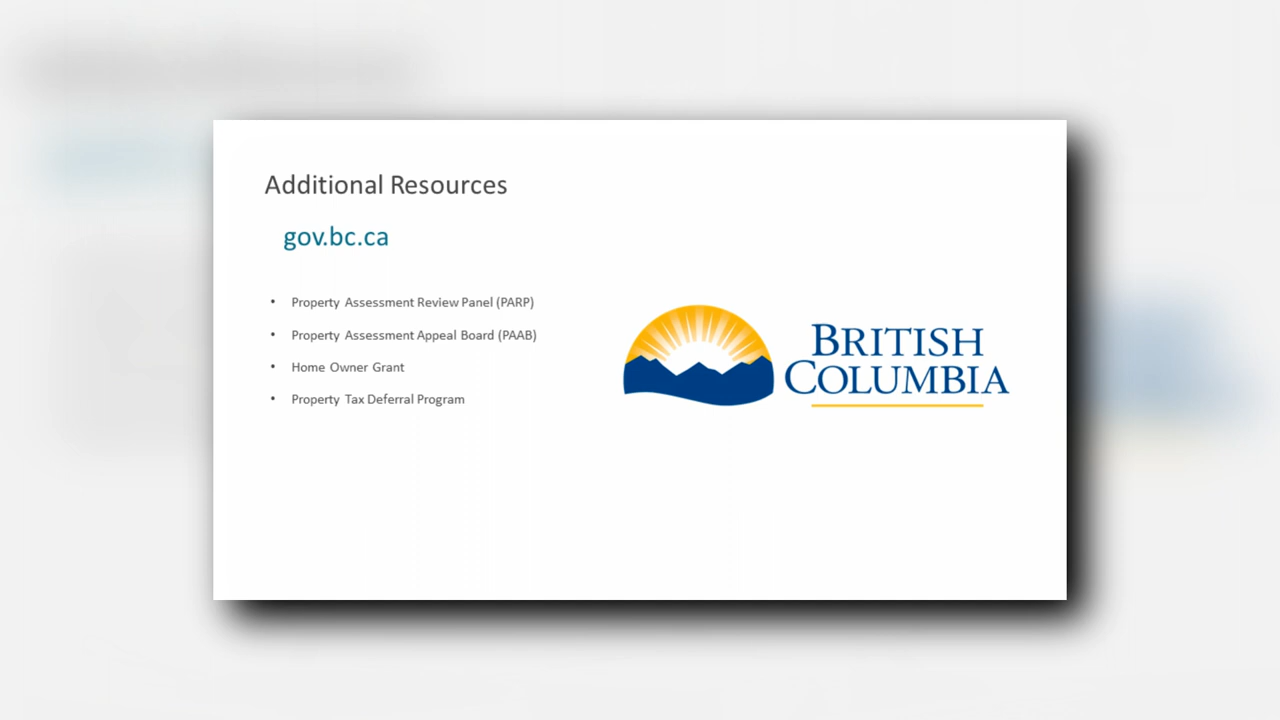 Additional Resources
gov.bc.ca
• Property Assessment Review Panel (PARP)
• Property Assessment Appeal Board (PAAB)
• Home Owner Grant
• Property Tax Deferral Program
BRITISH
COLUMBIA